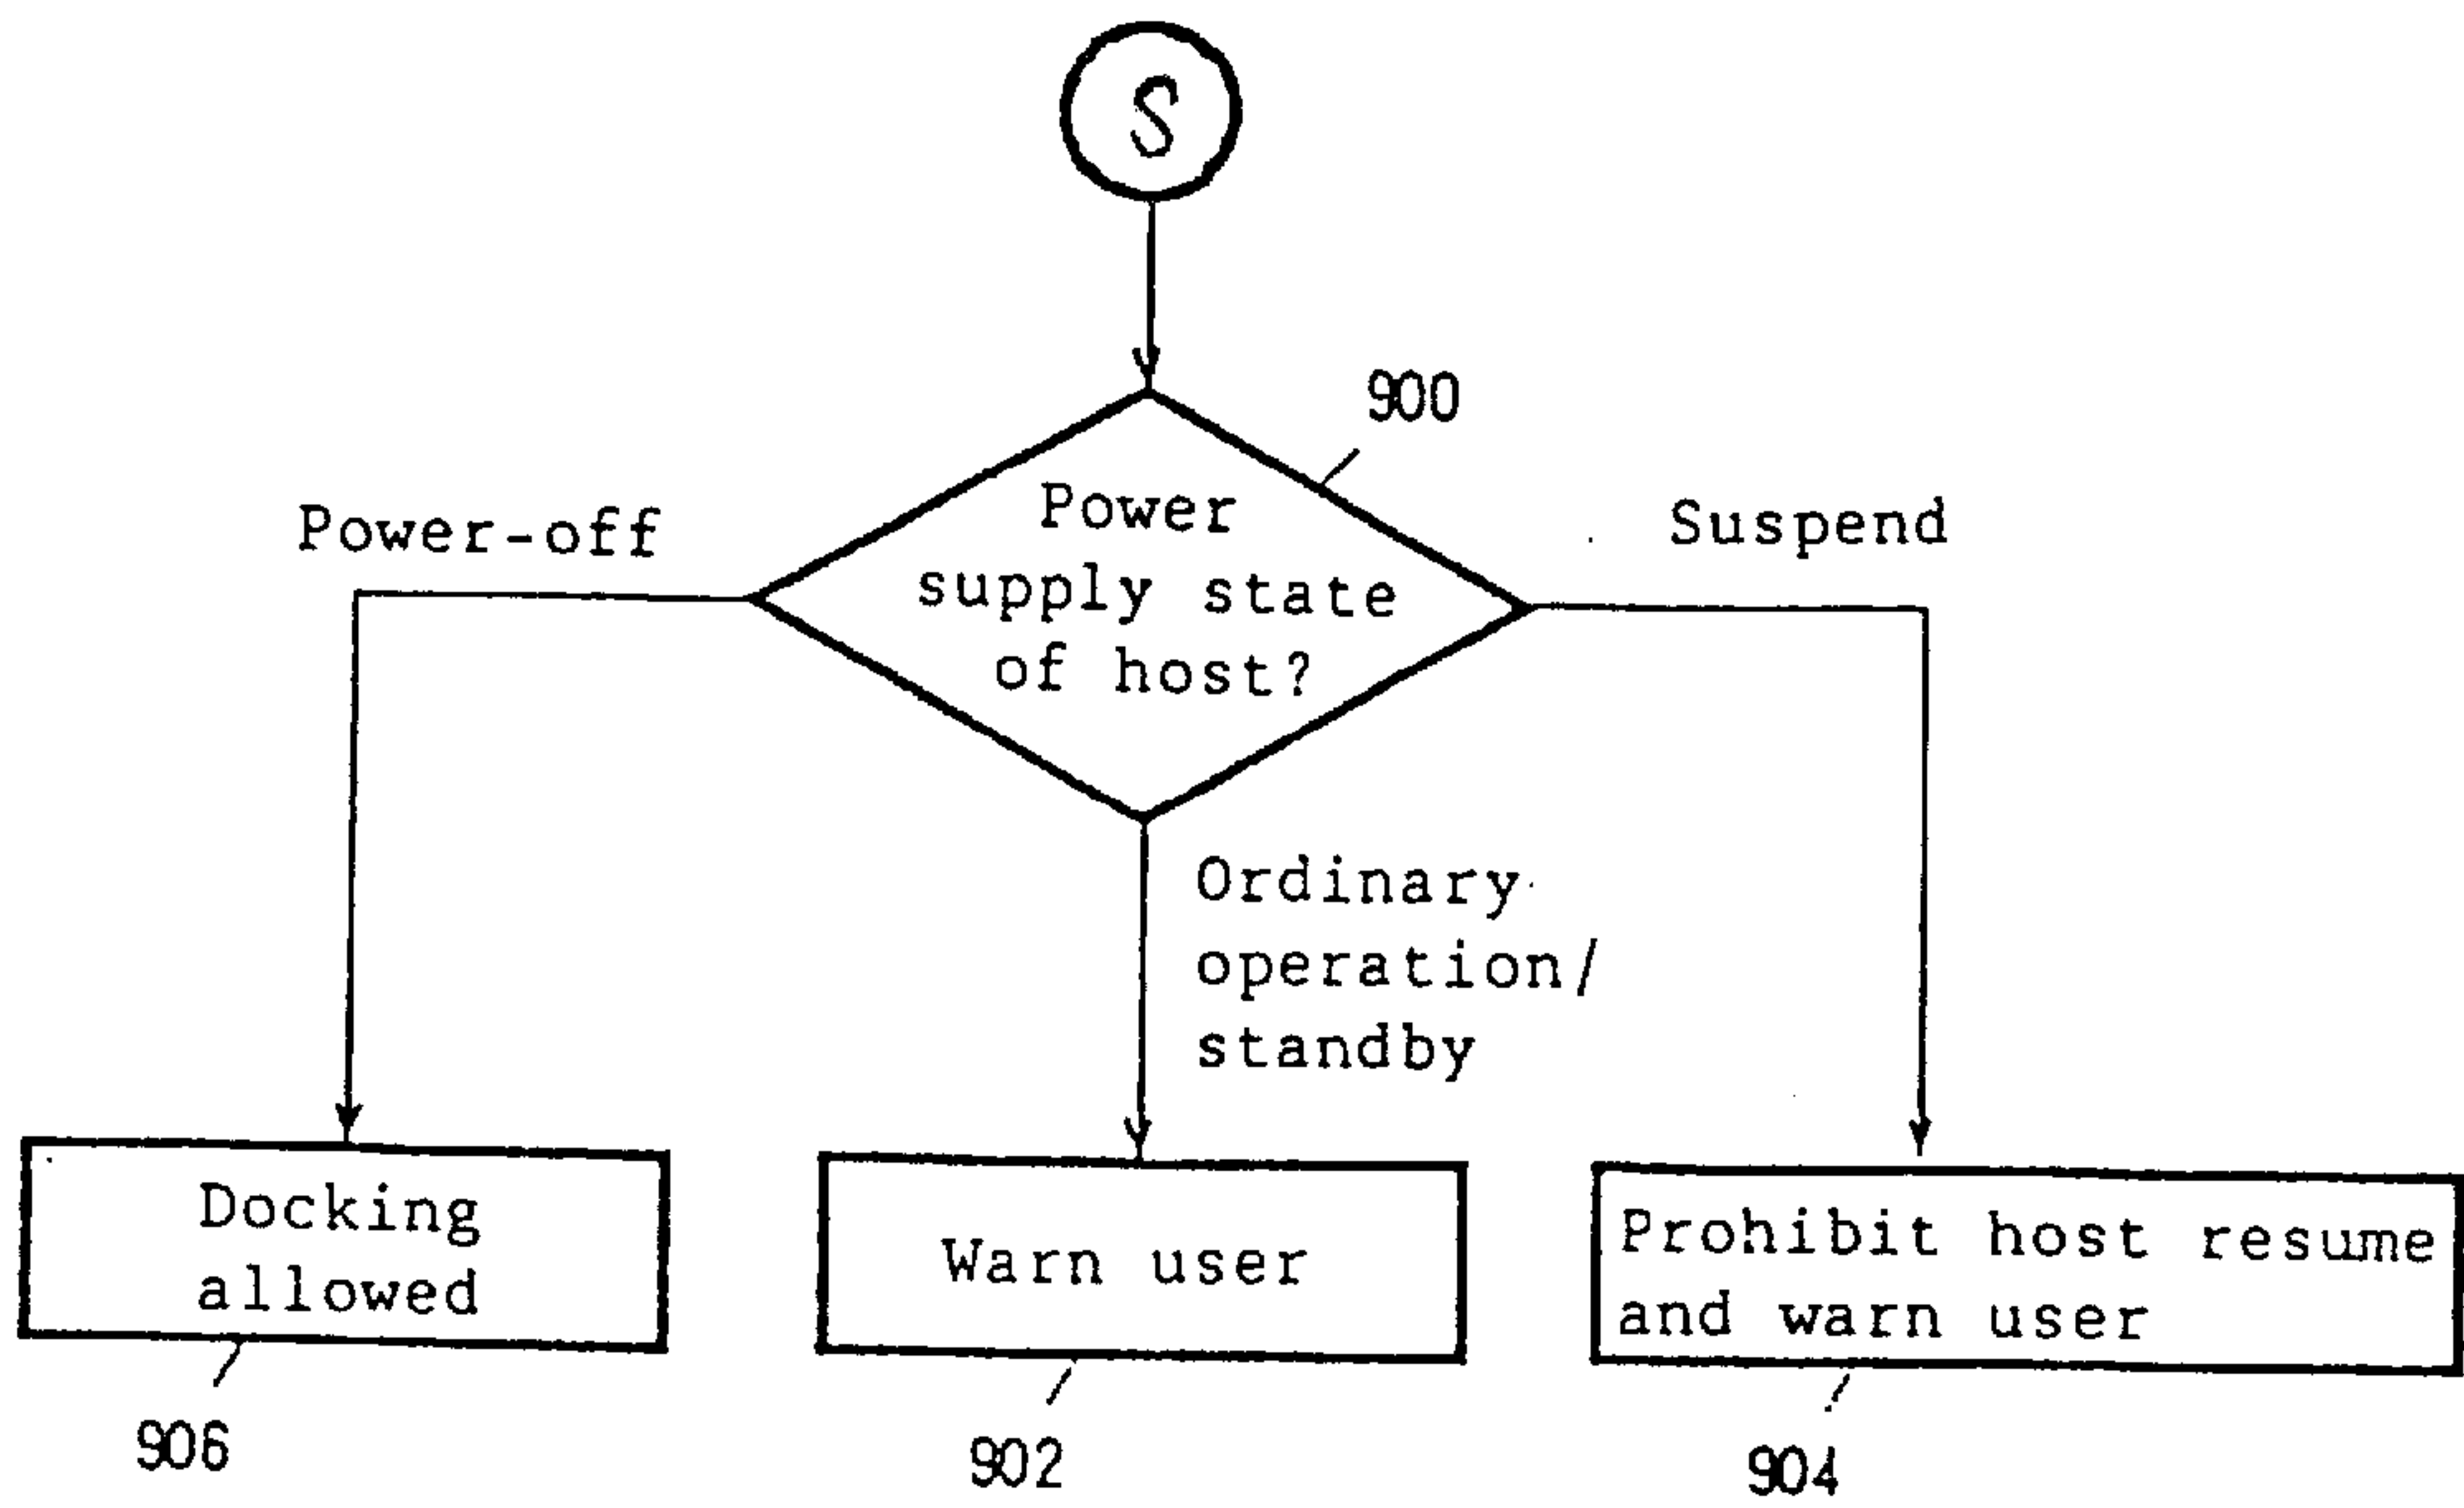 S
900
Power
supply state
of host?
Power-off
Suspend
Ordinary
operation/
standby
Docking
allowed
Warn user
Prohibit host resume
and warn user
906
902
904